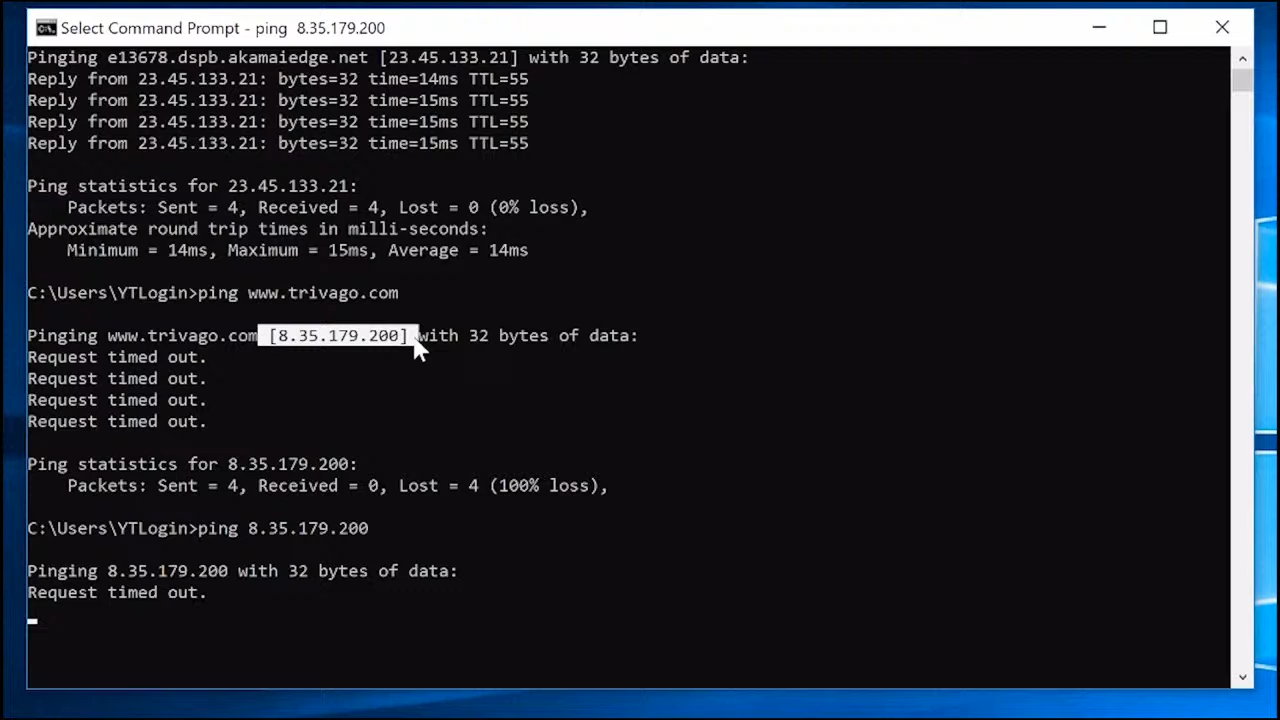 Select Command Prompt - ping 8.35.179.200
Pinging e13678.dspb.akamaiedge.net [23.45.133.21] with 32 bytes of data:
Reply from 23.45.133.21: bytes=32 time=14ms TTL=55
Reply from 23.45.133.21: bytes=32 time=15ms TTL=55
Reply from 23.45.133.21: bytes=32 time=15ms TTL=55
Reply from 23.45.133.21: bytes=32 time=15ms TTL=55
Ping statistics for 23.45.133.21:
Packets: Sent = 4, Received = 4, Lost = 0 (0% loss),
Approximate round trip times in milli-seconds:
Minimum = 14ms, Maximum = 15ms, Average = 14ms
C:\Users\YTLogin>ping www.trivago.com
Pinging www.trivago.com [8.35.179.200] with 32 bytes of data:
Request timed out.
Request timed out.
Request timed out.
Request timed out.
Ping statistics for 8.35.179.200:
Packets: Sent = 4, Received = 0, Lost = 4 (100% loss),
C:\Users\YTLogin>ping 8.35.179.200
Pinging 8.35.179.200 with 32 bytes of data:
Request timed out.